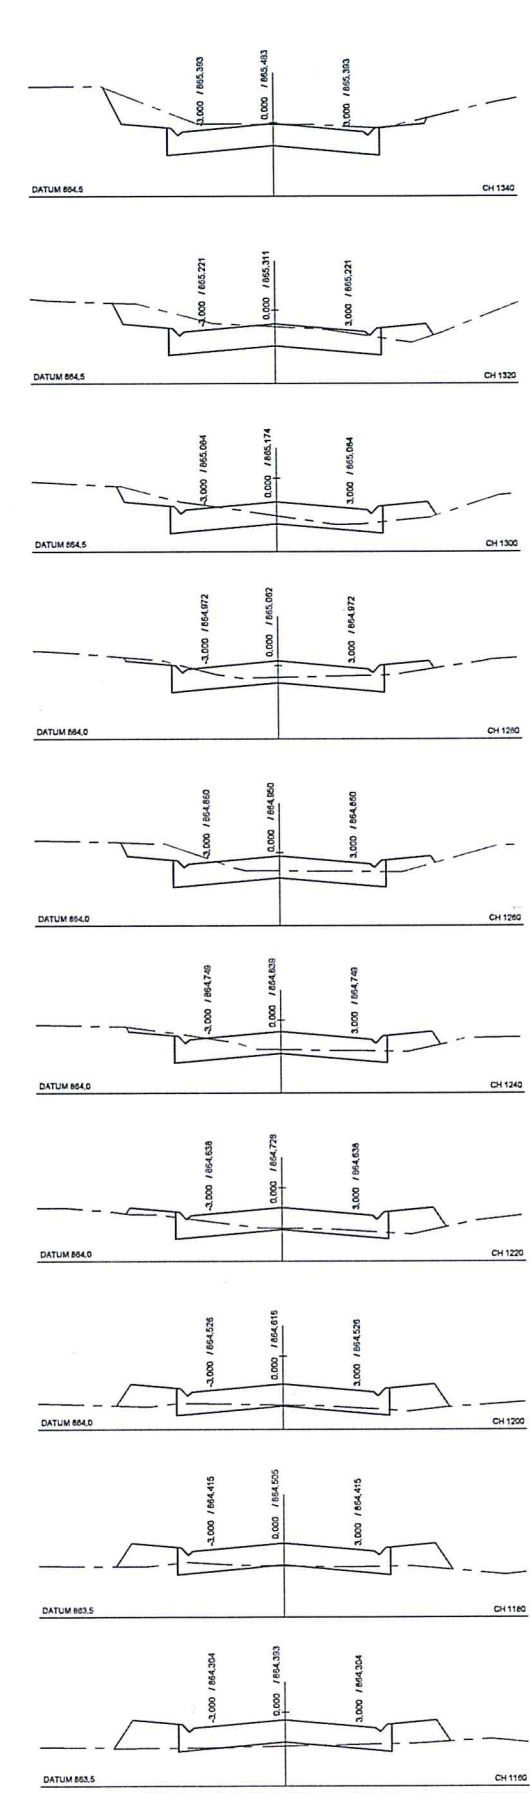 -3.000 / 865.393
0.000 / 865.483
3.000 / 865.393
DATUM 864.5
CH 1340
-3.000 / 865.221
0.000 / 865.311
3.000 / 865.221
DATUM 864.5
CH 1320
-3.000 / 865.084
0.000 / 865.174
3.000 / 865.084
DATUM 864.5
CH 1300
-3.000 / 864.972
0.000 / 865.062
3.000 / 864.972
DATUM 864.0
CH 1280
-3.000 / 864.860
0.000 / 864.950
3.000 / 864.860
DATUM 864.0
CH 1260
-3.000 / 864.749
0.000 / 864.839
3.000 / 864.749
DATUM 864.0
CH 1240
-3.000 / 864.638
0.000 / 864.728
3.000 / 864.638
DATUM 864.0
CH 1220
-3.000 / 864.526
0.000 / 864.616
3.000 / 864.526
DATUM 864.0
CH 1200
-3.000 / 864.415
0.000 / 864.505
3.000 / 864.415
DATUM 863.5
CH 1180
-3.000 / 864.304
0.000 / 864.393
3.000 / 864.304
DATUM 863.5
CH 1160